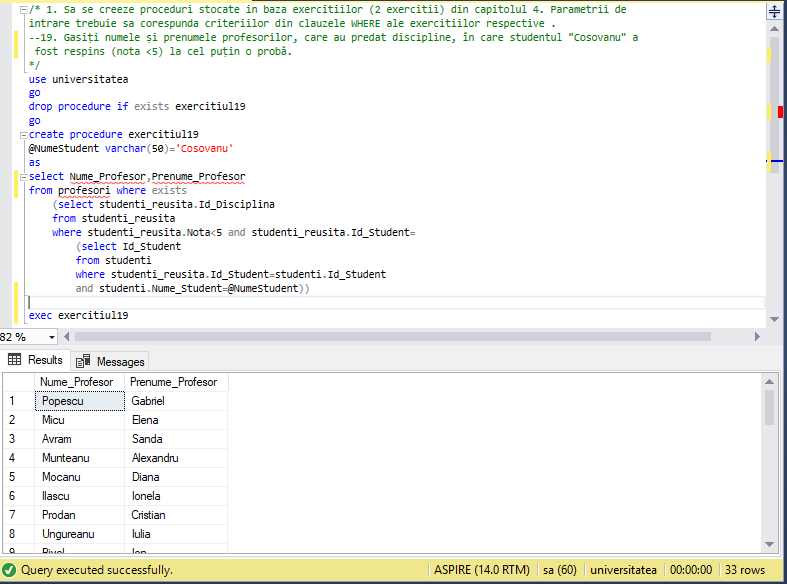 /* 1. Sa se creeze proceduri stocate in baza exercitiilor (2 exercitii) din capitolul 4. Parametrii de
intrare trebuie sa corespunda criteriilor din clauzele WHERE ale exercitiilor respective .
--19. Gasiți numele și prenumele profesorilor, care au predat discipline, în care studentul "Cosovanu" a
fost respins (nota <5) la cel puțin o probă.
*/
use universitatea
go
drop procedure if exists exercitiul19
go
create procedure exercitiul19
@NumeStudent varchar(50)='Cosovanu'
as
select Nume_Profesor,Prenume_Profesor
from profesori where exists
(select studenti_reusita.Id_Disciplina
from studenti_reusita
where studenti_reusita.Nota<5 and studenti_reusita.Id_Student=
(select Id_Student
from studenti
where studenti_reusita.Id_Student=studenti.Id_Student
and studenti.Nume_Student=@NumeStudent))
exec exercitiul19
82 %
Results Messages
Nume_Profesor Prenume_Profesor
1 Popescu Gabriel
2 Micu Elena
3 Avram Sanda
4 Munteanu Alexandru
5 Mocanu Diana
6 Ilascu Ionela
7 Prodan Cristian
8 Ungureanu Iulia
9
Query executed successfully. ASPIRE (14.0 RTM) sa (60) universitatea 00:00:00 33 rows